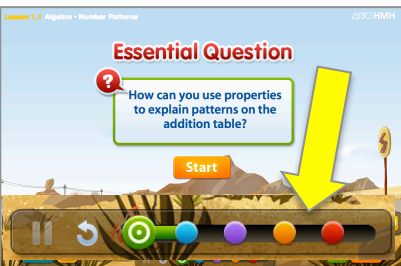 Lesson 1.1 Algebra • Number Patterns
HMH
Essential Question
?
How can you use properties
to explain patterns on the
addition table?
Start